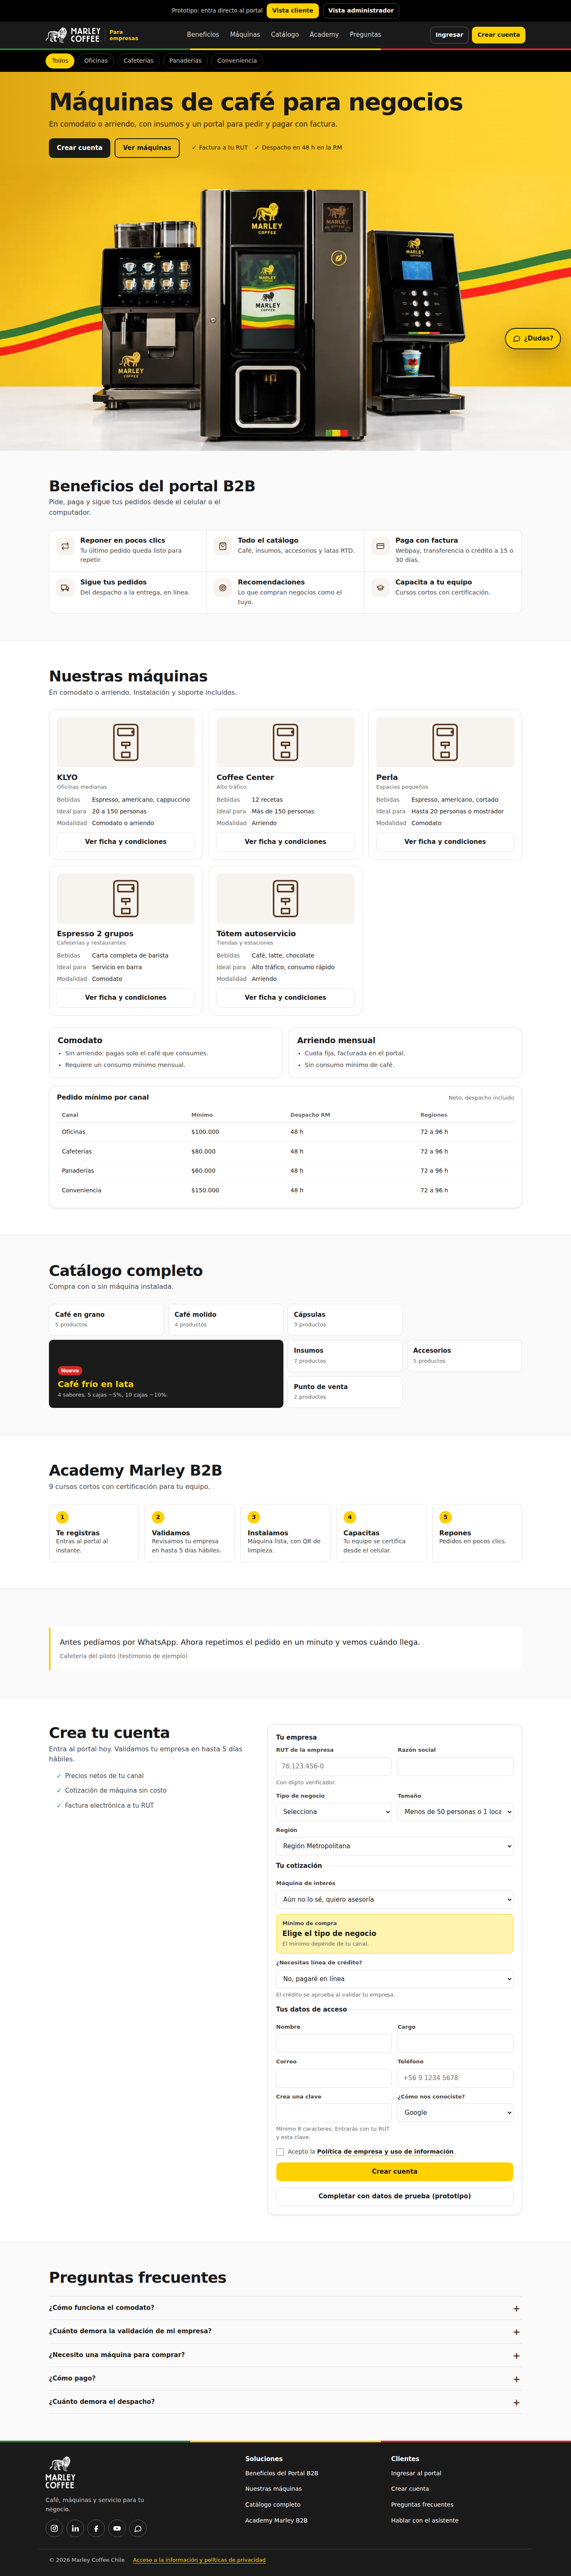 Prototipo: entra directo al portal
Vista cliente
Vista administrador
MARLEY COFFEE
Para empresas
Beneficios
Máquinas
Catálogo
Academy
Preguntas
Ingresar
Crear cuenta
Todos
Oficinas
Cafeterías
Panaderías
Conveniencia
Máquinas de café para negocios
En comodato o arriendo, con insumos y un portal para pedir y pagar con factura.
Crear cuenta
Ver máquinas
✓ Factura a tu RUT
✓ Despacho en 48 h en la RM
MARLEY COFFEE
MARLEY COFFEE
MARLEY COFFEE
MARLEY
¿Dudas?
Beneficios del portal B2B
Pide, paga y sigue tus pedidos desde el celular o el
computador.
Reponer en pocos clics
Tu último pedido queda listo para
repetir.
Todo el catálogo
Café, insumos, accesorios y latas RTD.
Paga con factura
Webpay, transferencia o crédito a 15 o
30 días.
Sigue tus pedidos
Del despacho a la entrega, en línea.
Recomendaciones
Lo que compran negocios como el
tuyo.
Capacita a tu equipo
Cursos cortos con certificación.
Nuestras máquinas
En comodato o arriendo. Instalación y soporte incluidos.
KLYO
Oficinas medianas
Bebidas Espresso, americano, cappuccino
Ideal para 20 a 150 personas
Modalidad Comodato o arriendo
Ver ficha y condiciones
Coffee Center
Alto tráfico
Bebidas 12 recetas
Ideal para Más de 150 personas
Modalidad Arriendo
Ver ficha y condiciones
Perla
Espacios pequeños
Bebidas Espresso, americano, cortado
Ideal para Hasta 20 personas o mostrador
Modalidad Comodato
Ver ficha y condiciones
Espresso 2 grupos
Cafeterías y restaurantes
Bebidas Carta completa de barista
Ideal para Servicio en barra
Modalidad Comodato
Ver ficha y condiciones
Tótem autoservicio
Tiendas y estaciones
Bebidas Café, latte, chocolate
Ideal para Alto tráfico, consumo rápido
Modalidad Arriendo
Ver ficha y condiciones
Comodato
• Sin arriendo: pagas solo el café que consumes.
• Requiere un consumo mínimo mensual.
Arriendo mensual
• Cuota fija, facturada en el portal.
• Sin consumo mínimo de café.
Pedido mínimo por canal
Neto, despacho incluido
Canal Mínimo Despacho RM Regiones
Oficinas $100.000 48 h 72 a 96 h
Cafeterías $80.000 48 h 72 a 96 h
Panaderías $60.000 48 h 72 a 96 h
Conveniencia $150.000 48 h 72 a 96 h
Catálogo completo
Compra con o sin máquina instalada.
Café en grano
5 productos
Café molido
4 productos
Cápsulas
3 productos
Nuevo
Café frío en lata
4 sabores. 5 cajas −5%, 10 cajas −10%.
Insumos
7 productos
Accesorios
5 productos
Punto de venta
2 productos
Academy Marley B2B
9 cursos cortos con certificación para tu equipo.
1
Te registras
Entras al portal al
instante.
2
Validamos
Revisamos tu empresa
en hasta 5 días hábiles.
3
Instalamos
Máquina lista, con QR de
limpieza.
4
Capacitas
Tu equipo se certifica
desde el celular.
5
Repones
Pedidos en pocos clics.
Antes pedíamos por WhatsApp. Ahora repetimos el pedido en un minuto y vemos cuándo llega.
Cafetería del piloto (testimonio de ejemplo)
Crea tu cuenta
Entra al portal hoy. Validamos tu empresa en hasta 5 días
hábiles.
✓ Precios netos de tu canal
✓ Cotización de máquina sin costo
✓ Factura electrónica a tu RUT
Tu empresa
RUT de la empresa
76.123.456-0
Con dígito verificador.
Razón social
Tipo de negocio
Selecciona
Tamaño
Menos de 50 personas o 1 loca
Región
Región Metropolitana
Tu cotización
Máquina de interés
Aún no lo sé, quiero asesoría
Mínimo de compra
Elige el tipo de negocio
El mínimo depende de tu canal.
¿Necesitas línea de crédito?
No, pagaré en línea
El crédito se aprueba al validar tu empresa.
Tus datos de acceso
Nombre
Cargo
Correo
Teléfono
+56 9 1234 5678
Crea una clave
Mínimo 8 caracteres. Entrarás con tu RUT
y esta clave.
¿Cómo nos conociste?
Google
Acepto la Política de empresa y uso de información.
Crear cuenta
Completar con datos de prueba (prototipo)
Preguntas frecuentes
¿Cómo funciona el comodato?
¿Cuánto demora la validación de mi empresa?
¿Necesito una máquina para comprar?
¿Cómo pago?
¿Cuánto demora el despacho?
MARLEY COFFEE
Café, máquinas y servicio para tu
negocio.
Soluciones
Beneficios del Portal B2B
Nuestras máquinas
Catálogo completo
Academy Marley B2B
Clientes
Ingresar al portal
Crear cuenta
Preguntas frecuentes
Hablar con el asistente
© 2026 Marley Coffee Chile
Acceso a la información y políticas de privacidad